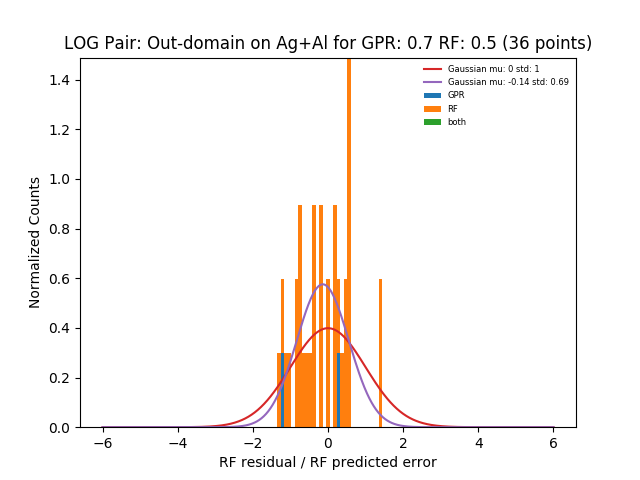 LOG Pair: Out-domain on Ag+Al for GPR: 0.7 RF: 0.5 (36 points)
Gaussian mu: 0 std: 1
Gaussian mu: -0.14 std: 0.69
GPR
RF
both
Normalized Counts
1.4
1.2
1.0
0.8
0.6
0.4
0.2
0.0
−6 −4 −2 0 2 4 6
RF residual / RF predicted error